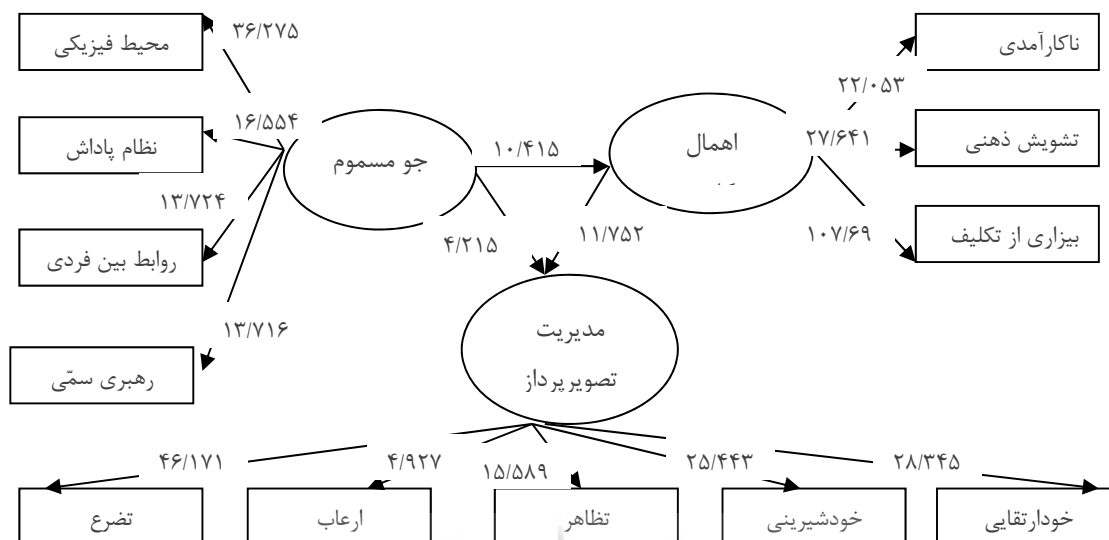 ۳۶/۲۷۵
ناکارآمدی
محیط فیزیکی
۲۲/۰۵۳
۱۶/۵۵۴
۲۷/۶۴۱
تشویش ذهنی
اهمال
۱۰/۴۱۵
جو مسموم
نظام پاداش
۱۳/۷۲۴
۱۰۷/۶۹
بیزاری از تکلیف
۱۱/۷۵۲
۴/۲۱۵
روابط بین فردی
۱۳/۷۱۶
مدیریت
تصویرپرداز
رهبری سمّی
۲۸/۳۴۵
۲۵/۴۴۳
۱۵/۵۸۹
۴/۹۲۷
۴۶/۱۷۱
خودارتقایی
خودشیرینی
تظاهر
ارعاب
تضرع